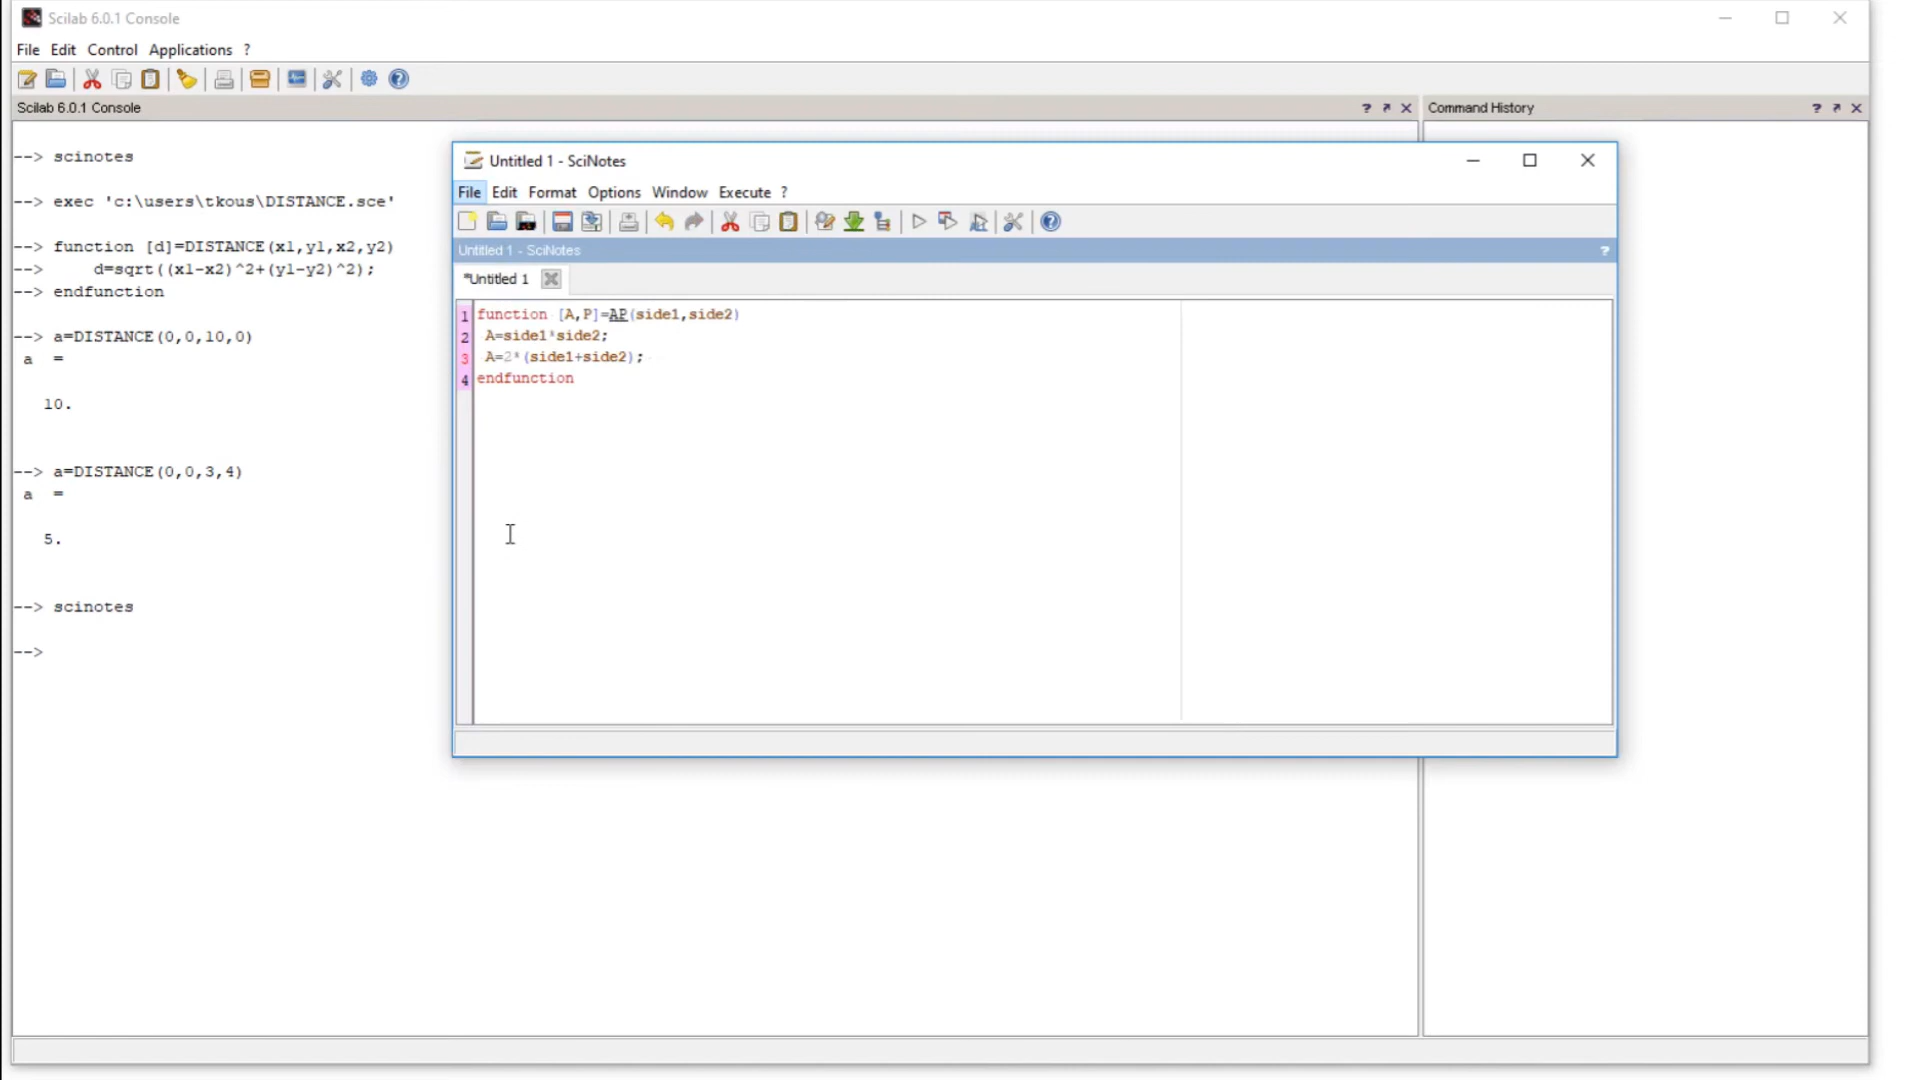 Scilab 6.0.1 Console
File Edit Control Applications ?
Scilab 6.0.1 Console ? ✕
Command History ? ✕
--> scinotes
--> exec 'c:\users\tkous\DISTANCE.sce'
--> function [d]=DISTANCE(x1,y1,x2,y2)
--> d=sqrt((x1-x2)^2+(y1-y2)^2);
--> endfunction
--> a=DISTANCE(0,0,10,0)
a =
10.
--> a=DISTANCE(0,0,3,4)
a =
5.
--> scinotes
-->
Untitled 1 - SciNotes
File Edit Format Options Window Execute ?
Untitled 1 - SciNotes ?
*Untitled 1
1 function [A,P]=AP(side1,side2)
2 A=side1*side2;
3 A=2*(side1+side2);
4 endfunction